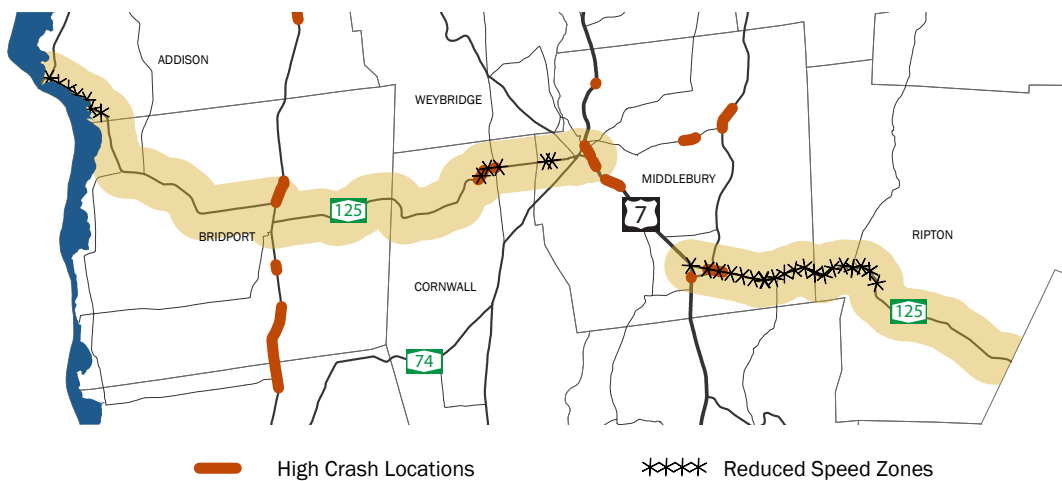 ADDISON
WEYBRIDGE
MIDDLEBURY
7
125
BRIDPORT
RIPTON
CORNWALL
125
74
High Crash Locations
Reduced Speed Zones